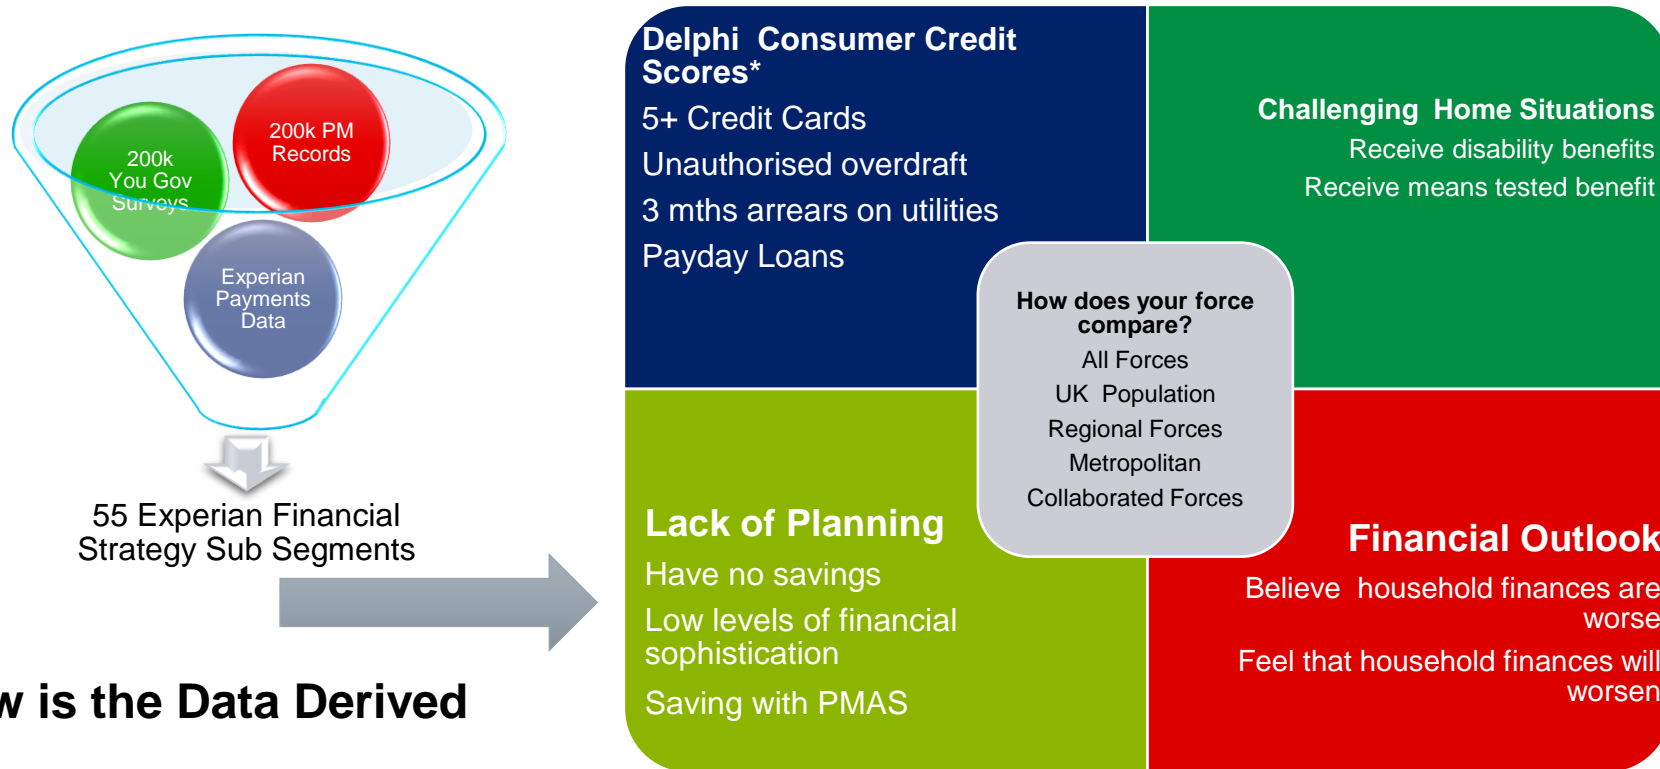 200k
You Gov
Surveys
200k PM
Records
Experian
Payments
Data
55 Experian Financial
Strategy Sub Segments
w is the Data Derived
Delphi Consumer Credit
Scores*
5+ Credit Cards
Unauthorised overdraft
3 mths arrears on utilities
Payday Loans
Challenging Home Situations
Receive disability benefits
Receive means tested benefit
How does your force
compare?
All Forces
UK Population
Regional Forces
Metropolitan
Collaborated Forces
Lack of Planning
Have no savings
Low levels of financial
sophistication
Saving with PMAS
Financial Outlook
Believe household finances are
worse
Feel that household finances will
worsen